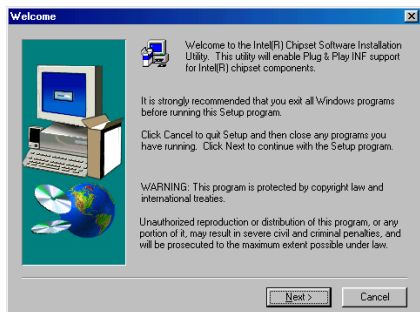 Welcome
Welcome to the Intel(R) Chipset Software Installation
Utility. This utility will enable Plug & Play INF support
for Intel(R) chipset components.
It is strongly recommended that you exit all Windows programs
before running this Setup program.
Click Cancel to quit Setup and then close any programs you
have running. Click Next to continue with the Setup program.
WARNING: This program is protected by copyright law and
international treaties.
Unauthorized reproduction or distribution of this program, or any
portion of it, may result in severe civil and criminal penalties, and
will be prosecuted to the maximum extent possible under law.
Next >
Cancel